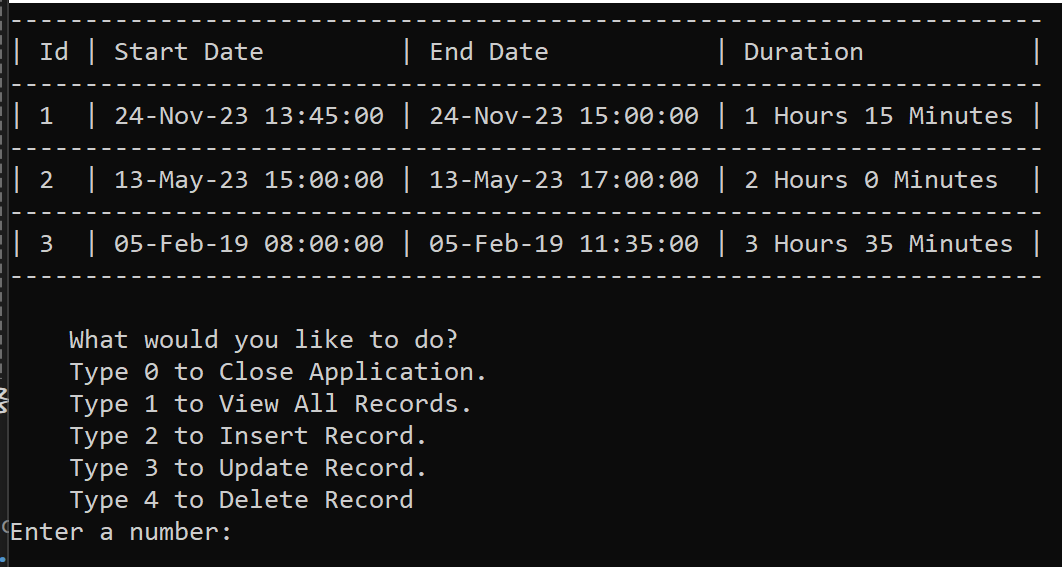 ---------------------------------------------------------------------
| Id | Start Date         | End Date           | Duration           |
---------------------------------------------------------------------
| 1  | 24-Nov-23 13:45:00 | 24-Nov-23 15:00:00 | 1 Hours 15 Minutes |
---------------------------------------------------------------------
| 2  | 13-May-23 15:00:00 | 13-May-23 17:00:00 | 2 Hours 0 Minutes  |
---------------------------------------------------------------------
| 3  | 05-Feb-19 08:00:00 | 05-Feb-19 11:35:00 | 3 Hours 35 Minutes |
---------------------------------------------------------------------
What would you like to do?
Type 0 to Close Application.
Type 1 to View All Records.
Type 2 to Insert Record.
Type 3 to Update Record.
Type 4 to Delete Record
Enter a number: